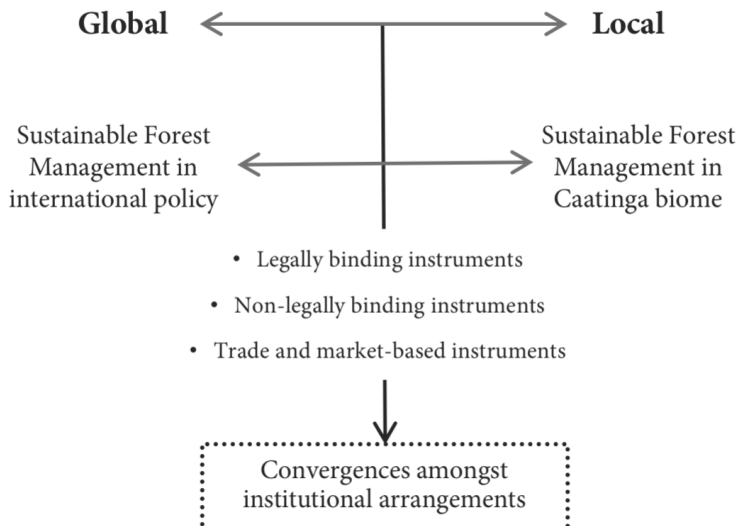 Global
Local
Sustainable Forest
Management in
international policy
Sustainable Forest
Management in
Caatinga biome
• Legally binding instruments
• Non-legally binding instruments
• Trade and market-based instruments
Convergences amongst
institutional arrangements